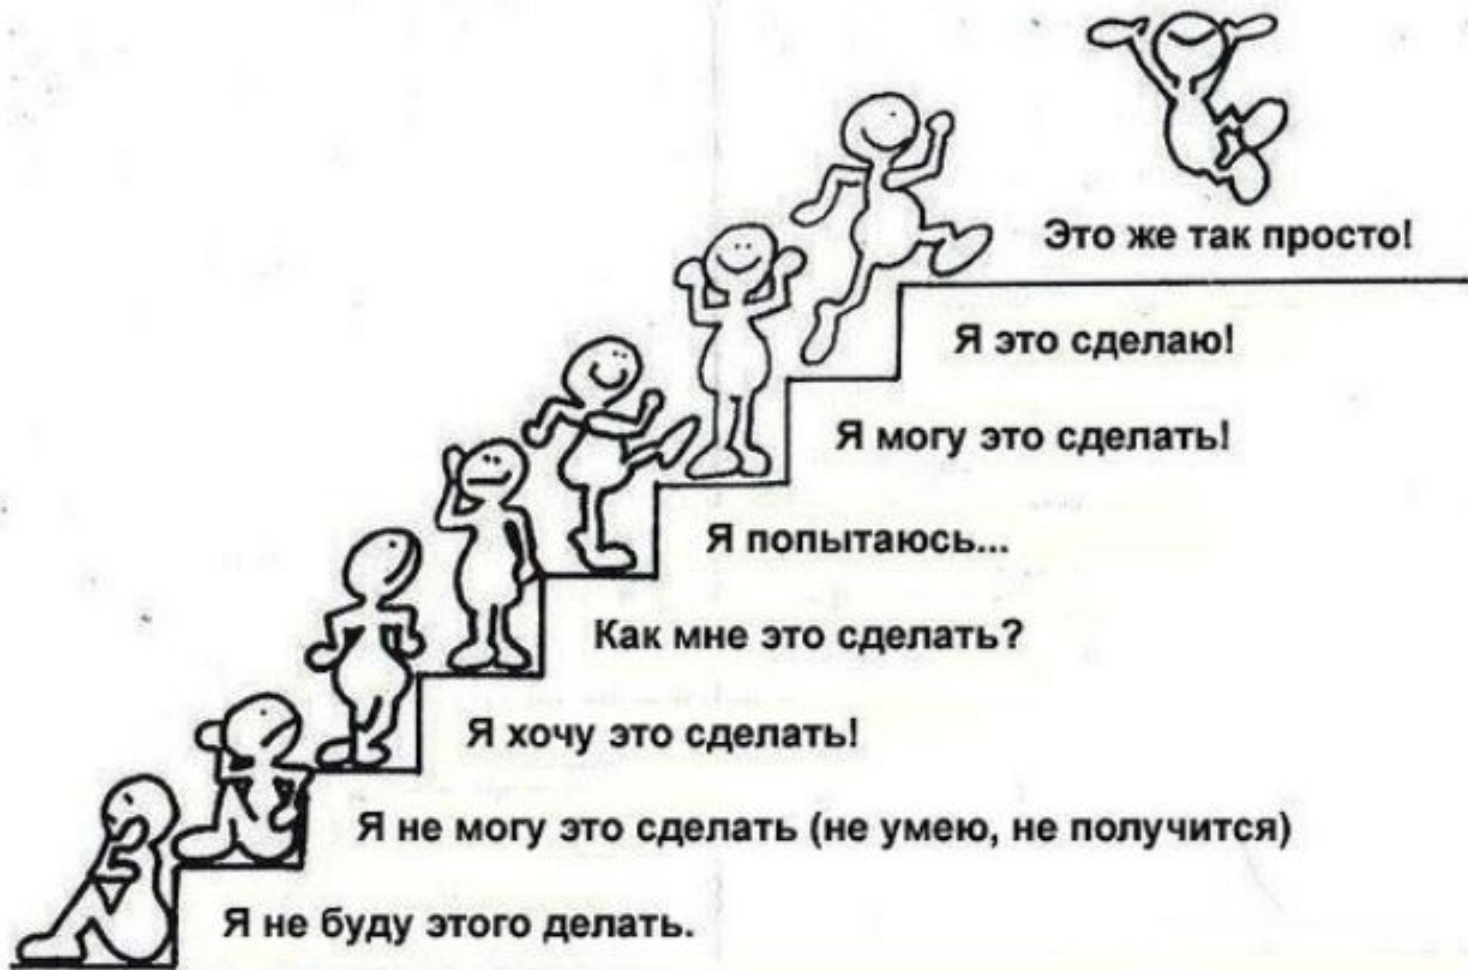 Это же так просто!
Я это сделаю!
Я могу это сделать!
Я попытаюсь...
Как мне это сделать?
Я хочу это сделать!
Я не могу это сделать (не умею, не получится)
Я не буду этого делать.